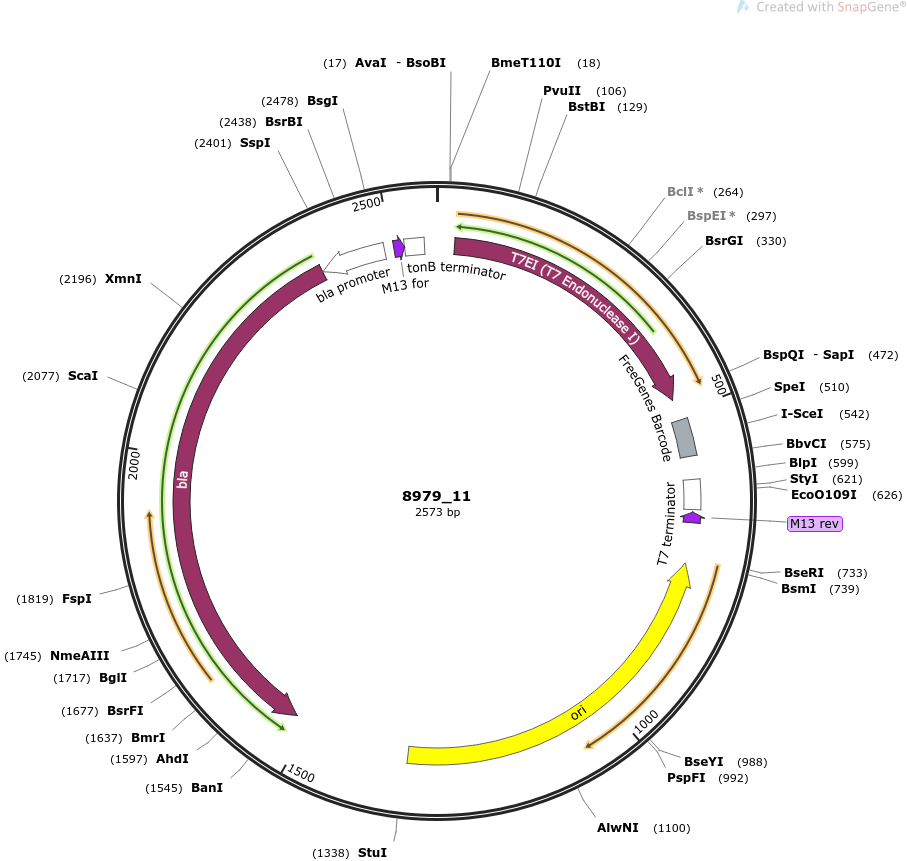 Created with SnapGene®
(17) AvaI - BsoBI
BmeT110I (18)
(2478) BsgI
PvuII (106)
(2438) BsrBI
BstBI (129)
(2401) SspI
BclI * (264)
BspEI * (297)
BsrGI (330)
(2196) XmnI
(2077) ScaI
BspQI - SapI (472)
SpeI (510)
I-SceI (542)
BbvCI (575)
BlpI (599)
StyI (621)
EcoO109I (626)
M13 rev
BseRI (733)
BsmI (739)
(1819) FspI
(1745) NmeAIII
(1717) BglI
(1677) BsrFI
(1637) BmrI
(1597) AhdI
(1545) BanI
BseYI (988)
PspFI (992)
AlwNI (1100)
(1338) StuI
2500
500
1000
1500
2000
T7EI (T7 Endonuclease I)
tonB terminator
M13 for
bla promoter
FreeGenes Barcode
T7 terminator
bla
ori
8979_11
2573 bp